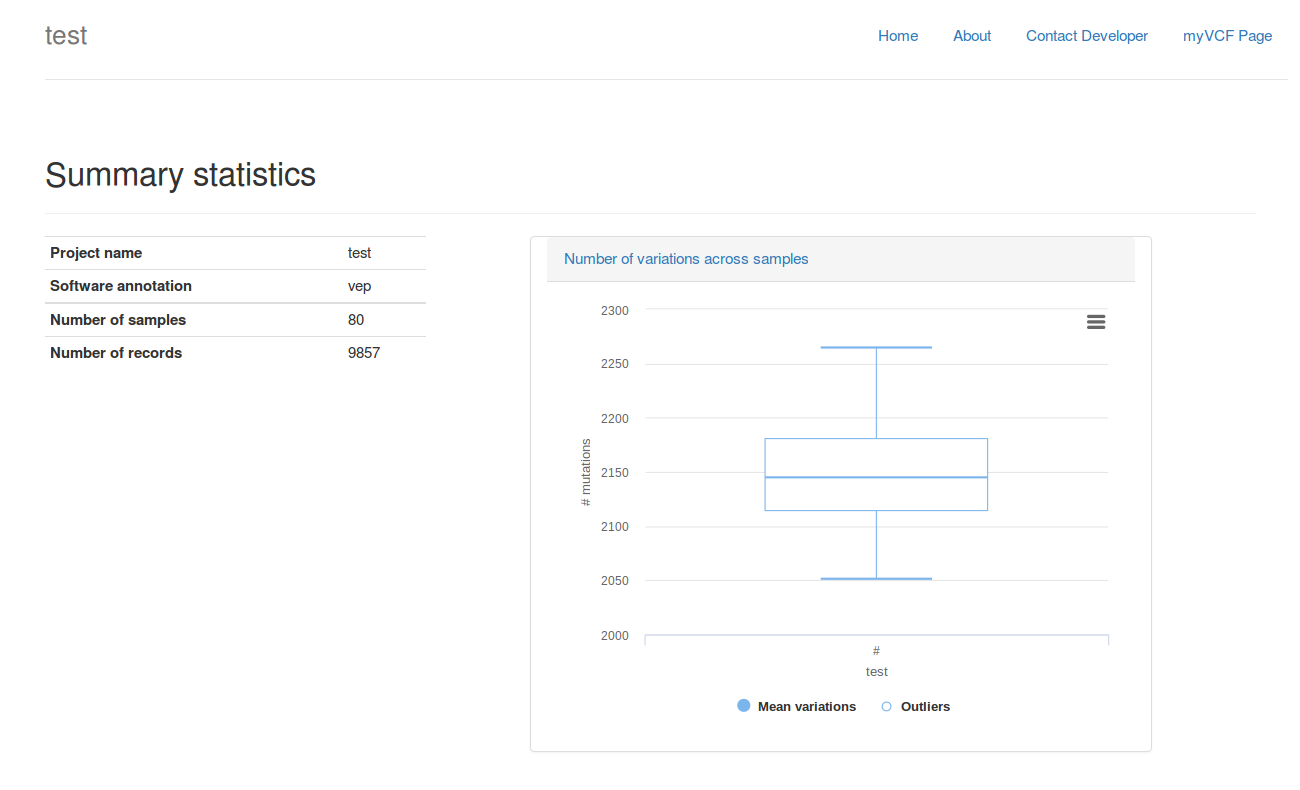 test
Home About Contact Developer myVCF Page
Summary statistics
Project name test
Software annotation vep
Number of samples 80
Number of records 9857
Number of variations across samples
# mutations
2300
2250
2200
2150
2100
2050
2000
#
test
Mean variations Outliers